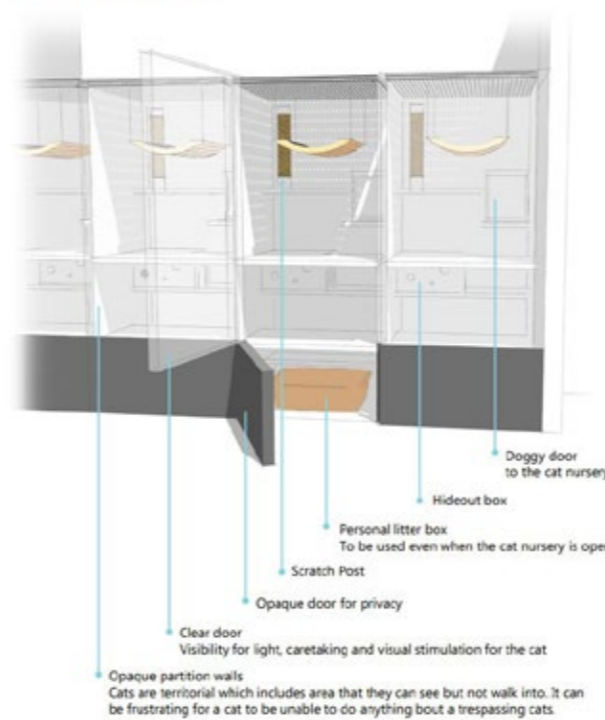 Doggy door
to the cat nursery
Hideout box
Personal litter box
To be used even when the cat nursery is ope
Scratch Post
Opaque door for privacy
Clear door
Visibility for light, caretaking and visual stimulation for the cat
Opaque partition walls
Cats are territorial which includes area that they can see but not walk into. It can
be frustrating for a cat to be unable to do anything bout a trespassing cats.